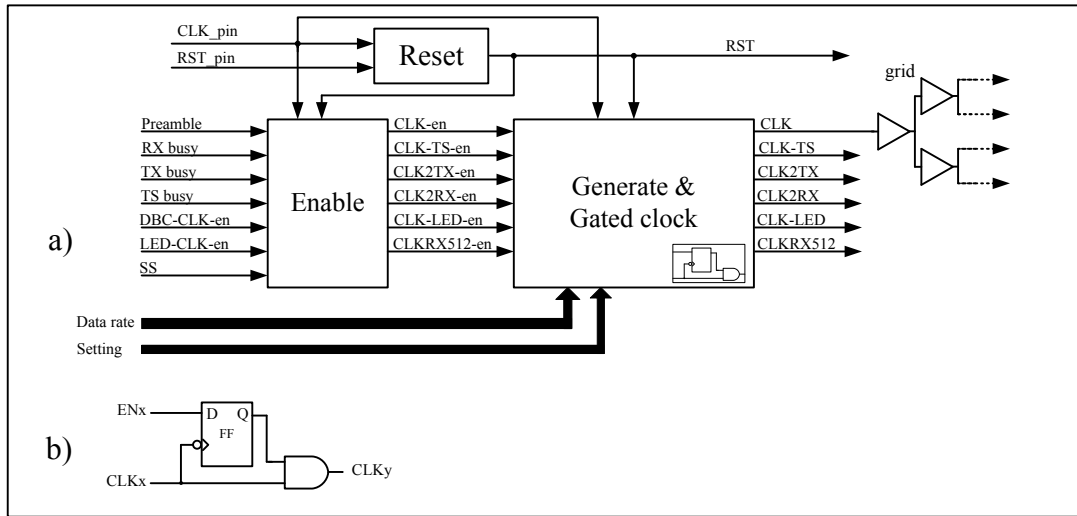 CLK_pin
RST_pin
Reset
RST
grid
Preamble
RX busy
TX busy
TS busy
DBC-CLK-en
LED-CLK-en
SS
a)
Enable
CLK-en
CLK-TS-en
CLK2TX-en
CLK2RX-en
CLK-LED-en
CLKRX512-en
Generate &
Gated clock
CLK
CLK-TS
CLK2TX
CLK2RX
CLK-LED
CLKRX512
Data rate
Setting
b)
ENx
D Q
FF
CLKx
CLKy